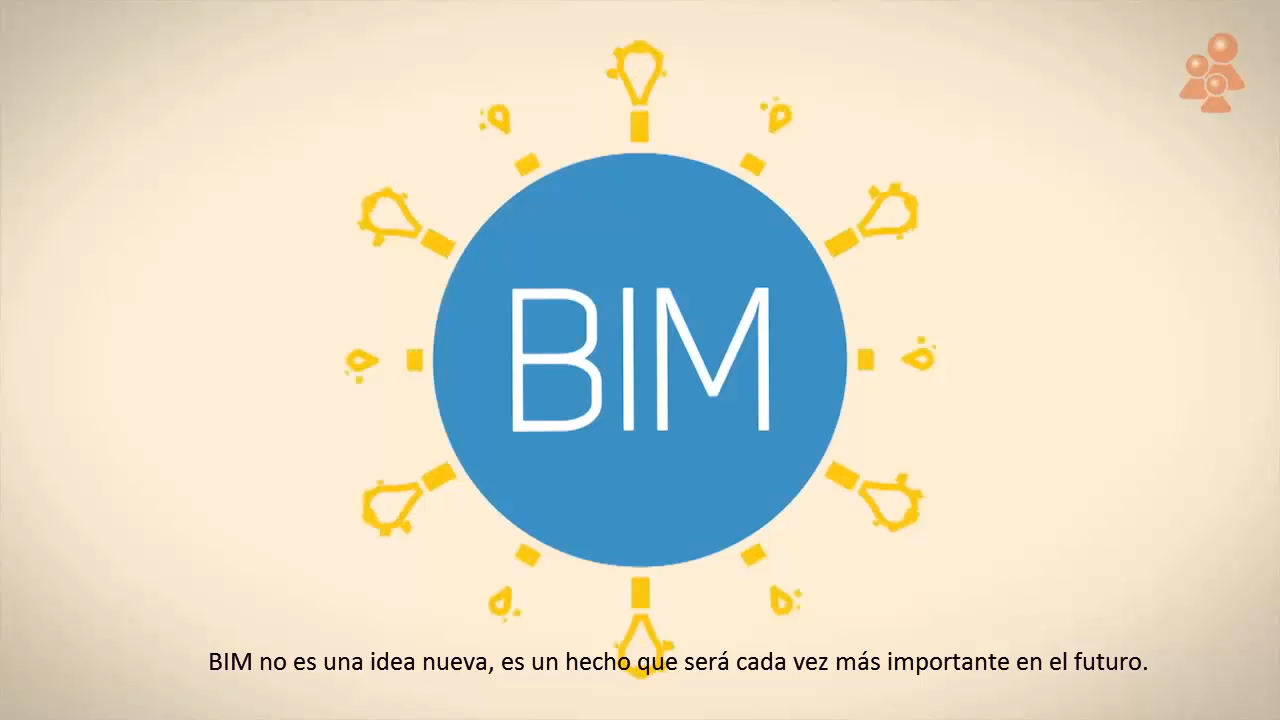 BIM
BIM no es una idea nueva, es un hecho que será cada vez más importante en el futuro.